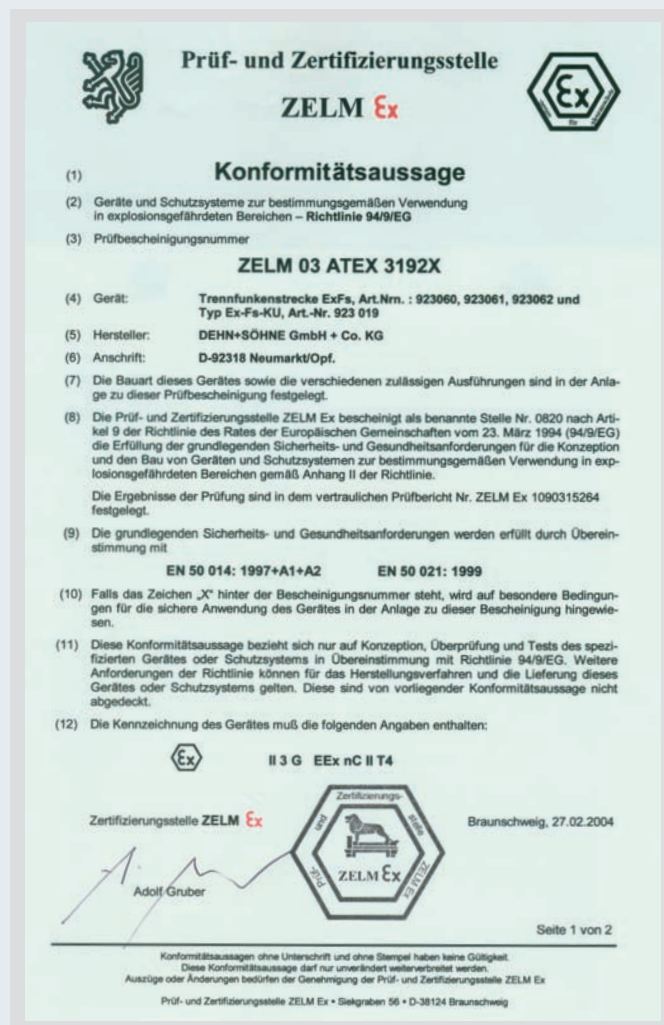 Prüf- und Zertifizierungsstelle
ZELM Ex
Ex
(1) Konformitätsaussage
(2) Geräte und Schutzsysteme zur bestimmungsgemäßen Verwendung
in explosionsgefährdeten Bereichen – Richtlinie 94/9/EG
(3) Prüfbescheinigungsnummer
ZELM 03 ATEX 3192X
(4) Gerät: Trennfunkenstrecke ExFs, Art.Nrn. : 923060, 923061, 923062 und
Typ Ex-Fs-KU, Art.-Nr. 923 019
(5) Hersteller: DEHN+SÖHNE GmbH + Co. KG
(6) Anschrift: D-92318 Neumarkt/Opf.
(7) Die Bauart dieses Gerätes sowie die verschiedenen zulässigen Ausführungen sind in der Anla-
ge zu dieser Prüfbescheinigung festgelegt.
(8) Die Prüf- und Zertifizierungsstelle ZELM Ex bescheinigt als benannte Stelle Nr. 0820 nach Arti-
kel 9 der Richtlinie des Rates der Europäischen Gemeinschaften vom 23. März 1994 (94/9/EG)
die Erfüllung der grundlegenden Sicherheits- und Gesundheitsanforderungen für die Konzeption
und den Bau von Geräten und Schutzsystemen zur bestimmungsgemäßen Verwendung in exp-
losionsgefährdeten Bereichen gemäß Anhang II der Richtlinie.
Die Ergebnisse der Prüfung sind in dem vertraulichen Prüfbericht Nr. ZELM Ex 1090315264
festgelegt.
(9) Die grundlegenden Sicherheits- und Gesundheitsanforderungen werden erfüllt durch Überein-
stimmung mit
EN 50 014: 1997+A1+A2 EN 50 021: 1999
(10) Falls das Zeichen „X“ hinter der Bescheinigungsnummer steht, wird auf besondere Bedingun-
gen für die sichere Anwendung des Gerätes in der Anlage zu dieser Bescheinigung hingewie-
sen.
(11) Diese Konformitätsaussage bezieht sich nur auf Konzeption, Überprüfung und Tests des spezi-
fizierten Gerätes oder Schutzsystems in Übereinstimmung mit Richtlinie 94/9/EG. Weitere
Anforderungen der Richtlinie können für das Herstellungsverfahren und die Lieferung dieses
Gerätes oder Schutzsystems gelten. Diese sind von vorliegender Konformitätsaussage nicht
abgedeckt.
(12) Die Kennzeichnung des Gerätes muß die folgenden Angaben enthalten:
Ex II 3 G EEx nC II T4
Zertifizierungsstelle ZELM Ex
Prüf- und Zertifizierungs- stelle ZELM Ex
ZELM Ex
Braunschweig, 27.02.2004
Adolf Gruber
Seite 1 von 2
Konformitätsaussagen ohne Unterschrift und ohne Stempel haben keine Gültigkeit.
Diese Konformitätsaussage darf nur unverändert weiterverbreitet werden.
Auszüge oder Änderungen bedürfen der Genehmigung der Prüf- und Zertifizierungsstelle ZELM Ex
Prüf- und Zertifizierungsstelle ZELM Ex • Siekgraben 56 • D-38124 Braunschweig